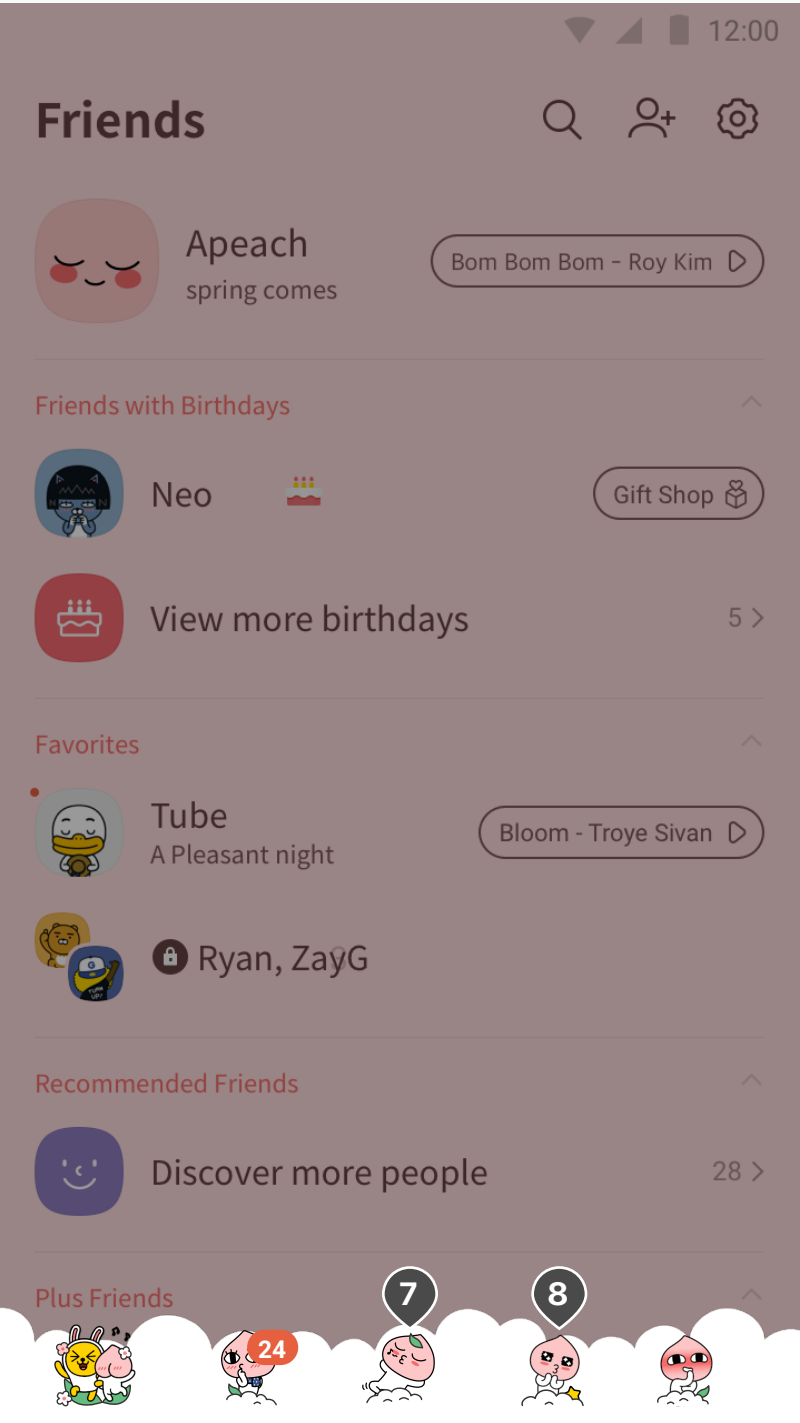 12:00
Friends
Apeach
spring comes
Bom Bom Bom - Roy Kim
Friends with Birthdays
Neo
Gift Shop
View more birthdays
5
Favorites
Tube
A Pleasant night
Bloom - Troye Sivan
Ryan, ZayG
Recommended Friends
Discover more people
28
Plus Friends
7
8
24